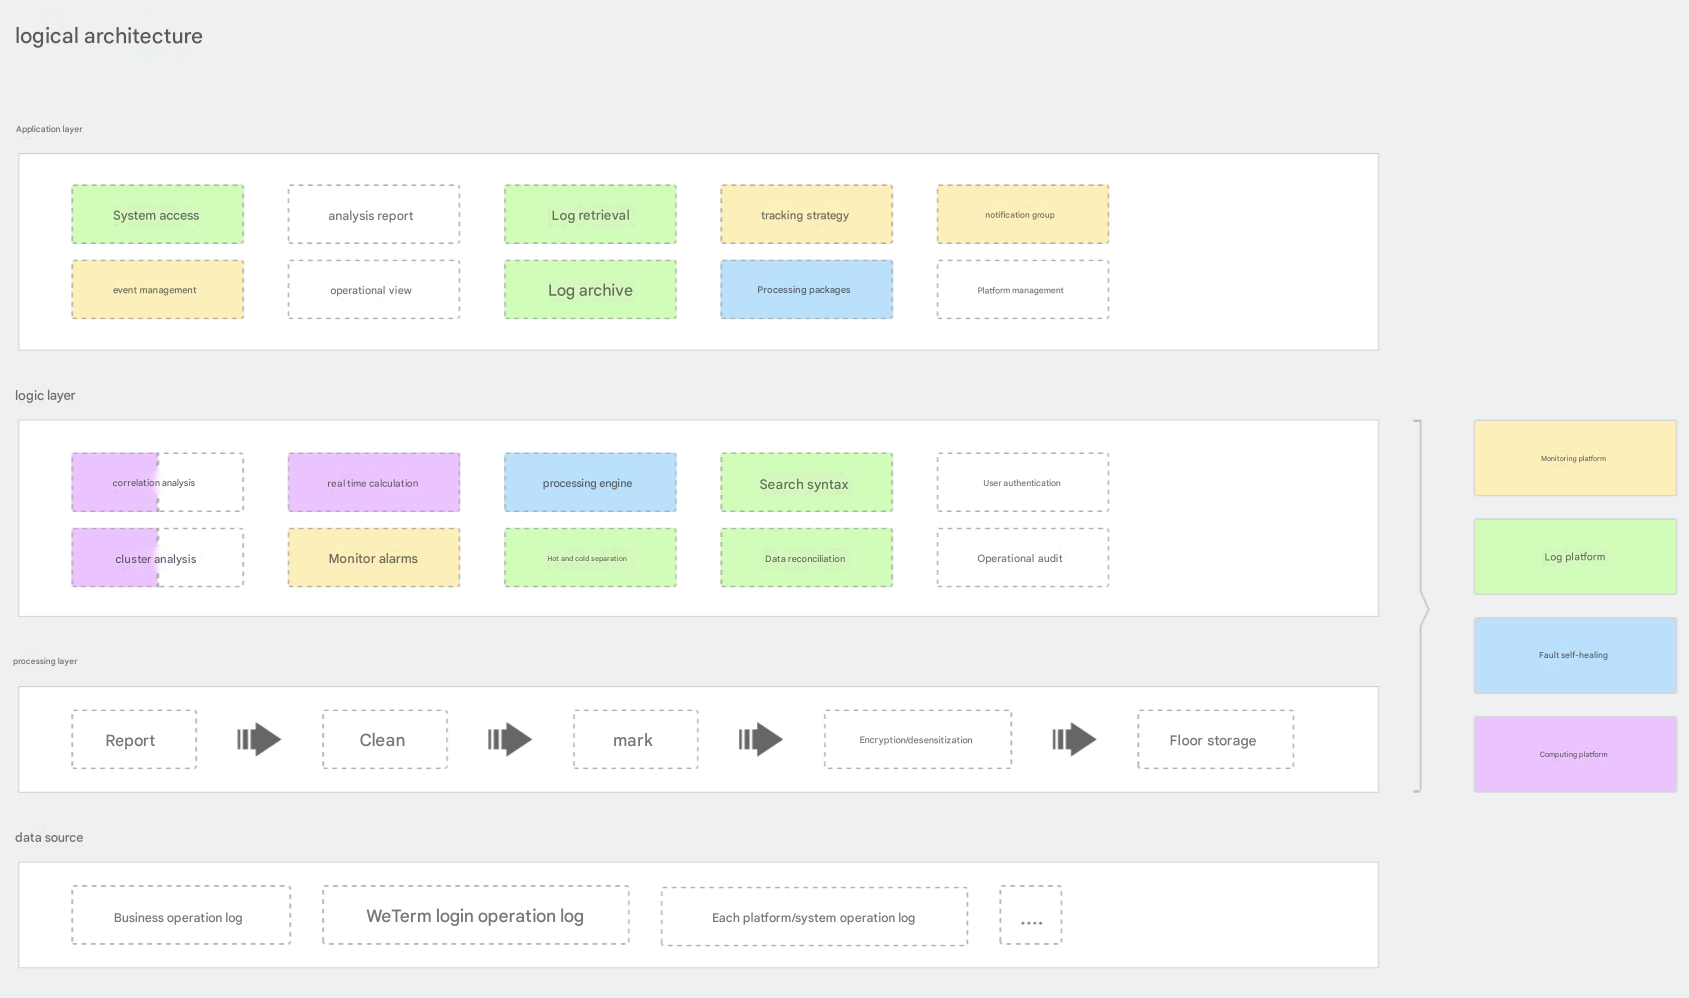 logical architecture
Application layer
System access
analysis report
Log retrieval
tracking strategy
notification group
event management
operational view
Log archive
Processing packages
Platform management
logic layer
correlation analysis
real time calculation
processing engine
Search syntax
User authentication
cluster analysis
Monitor alarms
Hot and cold separation
Data reconciliation
Operational audit
Monitoring platform
Log platform
Fault self-healing
Computing platform
processing layer
Report
Clean
mark
Encryption/desensitization
Floor storage
data source
Business operation log
WeTerm login operation log
Each platform/system operation log
....